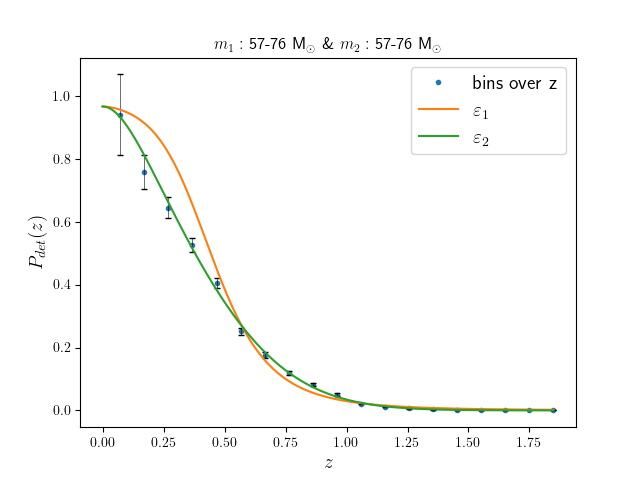 m₁ : 57-76 M⊙ & m₂ : 57-76 M⊙
bins over z
ε₁
ε₂
P_det(z)
1.0
0.8
0.6
0.4
0.2
0.0
0.00 0.25 0.50 0.75 1.00 1.25 1.50 1.75
z